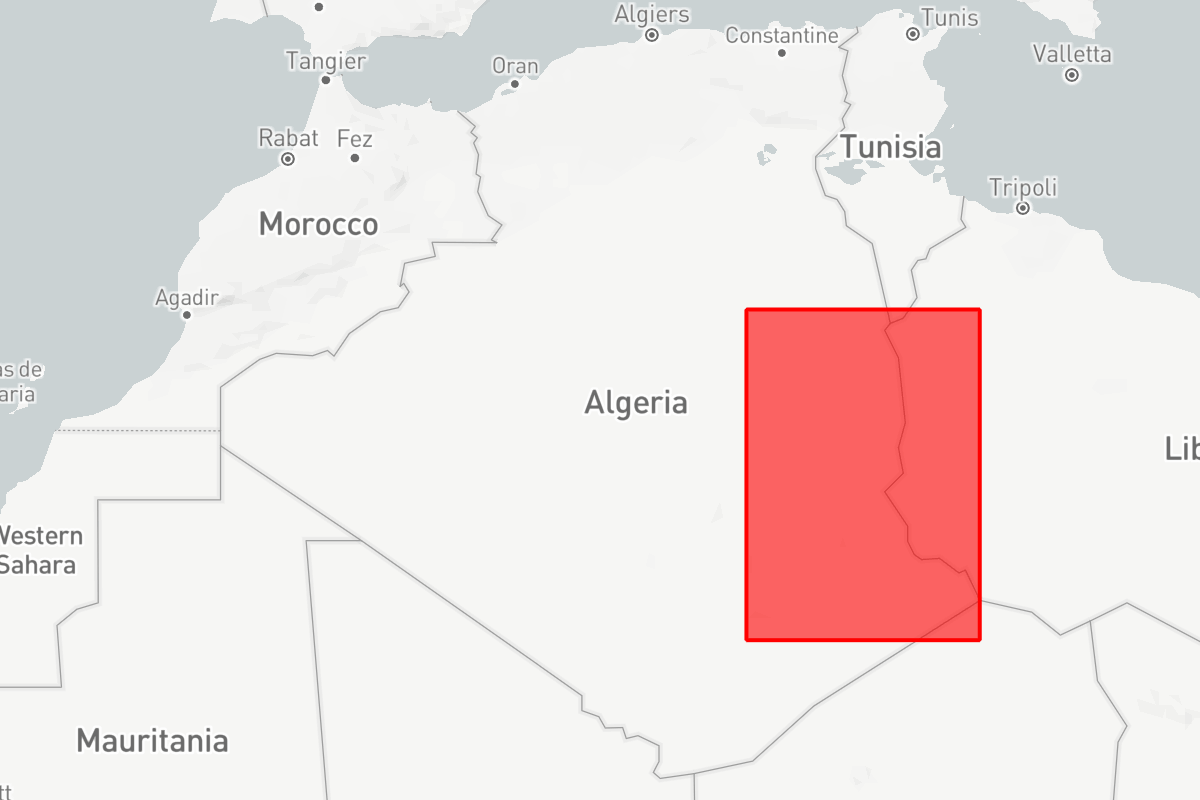 Algiers
Tunis
Constantine
Valletta
Tangier
Oran
Rabat
Fez
Tunisia
Tripoli
Morocco
Agadir
as de
aria
Algeria
Lib
Western
Sahara
Mauritania
tt